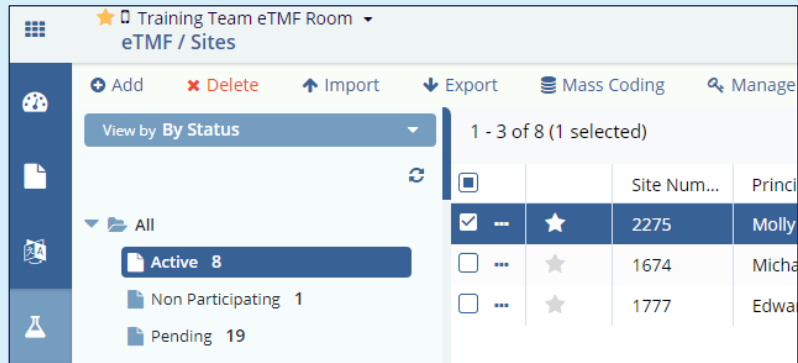 Training Team eTMF Room
eTMF / Sites
Add Delete Import Export Mass Coding Manage
View by By Status
1 - 3 of 8 (1 selected)
Site Num... Princi
All
2275 Molly
Active 8
1674 Micha
Non Participating 1
1777 Edwar
Pending 19